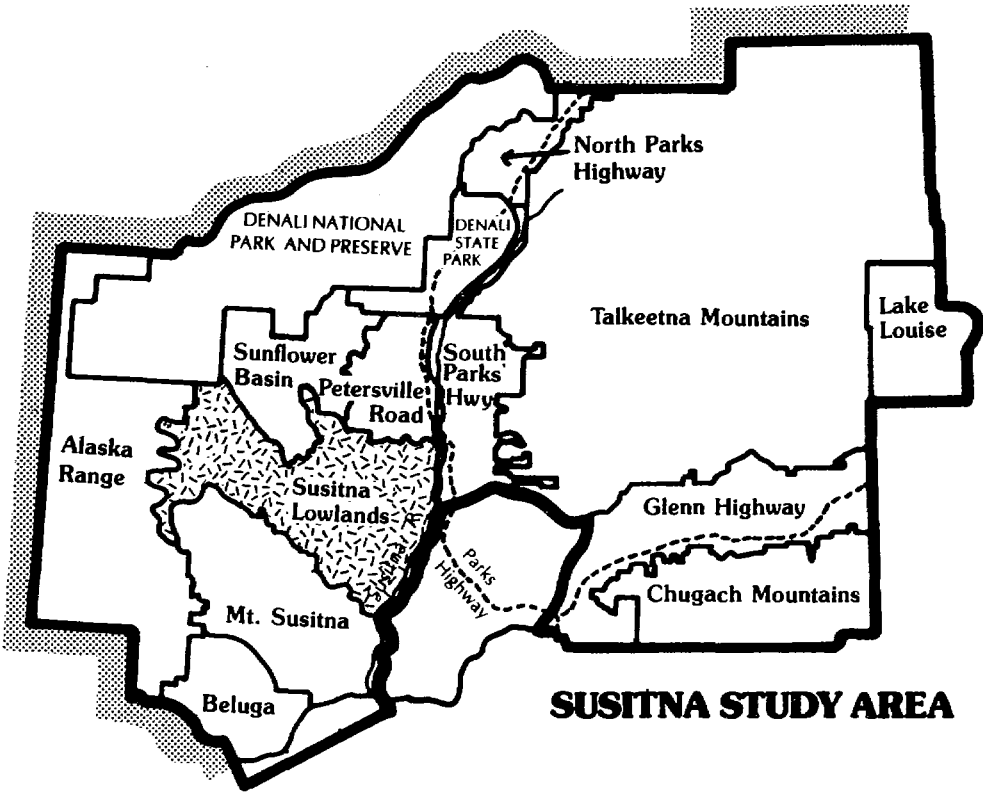 North Parks
Highway
DENALI NATIONAL
PARK AND PRESERVE
DENALI
STATE
PARK
Talkeetna Mountains
Lake
Louise
Sunflower
Basin
South
Parks
Hwy
Petersville
Road
Alaska
Range
Susitna
Lowlands
Glenn Highway
Parks
Highway
Chugach Mountains
Mt. Susitna
Beluga
SUSITNA STUDY AREA